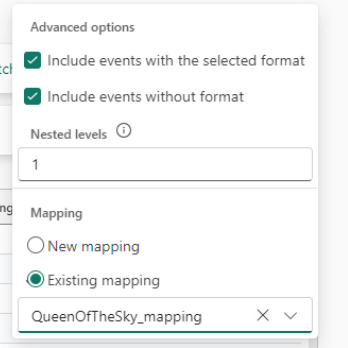 Advanced options
Include events with the selected format
Include events without format
Nested levels
1
Mapping
New mapping
Existing mapping
QueenOfTheSky_mapping